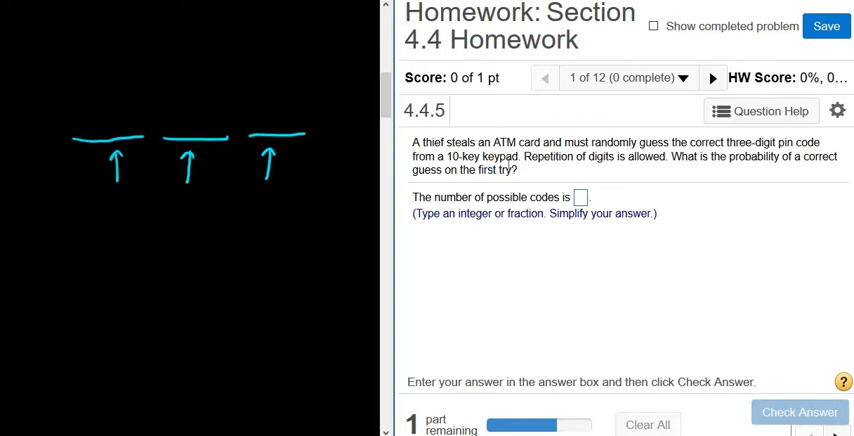 Homework: Section
4.4 Homework
Show completed problem
Save
Score: 0 of 1 pt
1 of 12 (0 complete)
HW Score: 0%, 0...
4.4.5
Question Help
A thief steals an ATM card and must randomly guess the correct three-digit pin code
from a 10-key keypad. Repetition of digits is allowed. What is the probability of a correct
guess on the first try?
The number of possible codes is .
(Type an integer or fraction. Simplify your answer.)
Enter your answer in the answer box and then click Check Answer.
?
1 part
remaining
Clear All
Check Answer